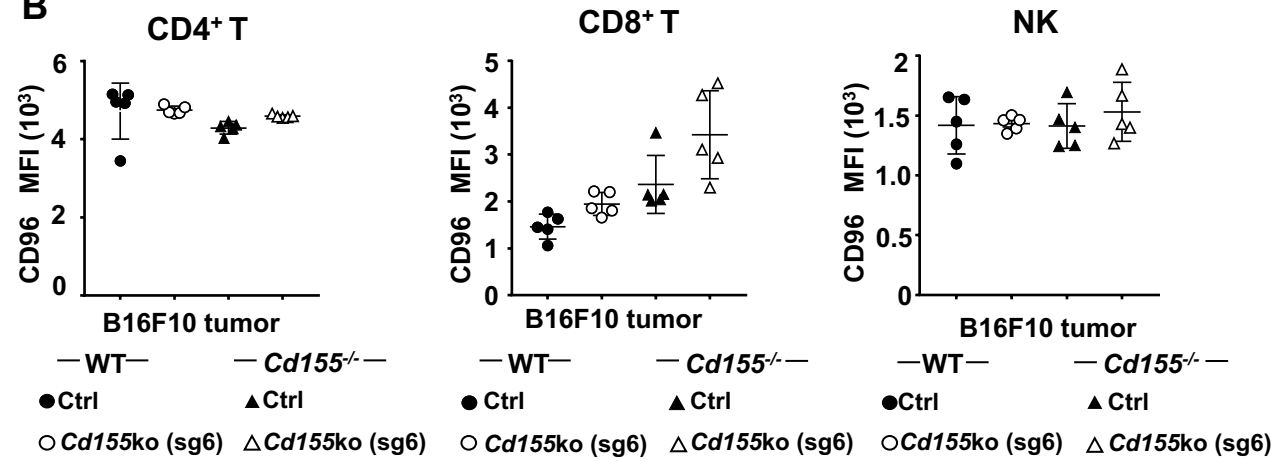 B
CD4+ T
CD96 MFI (10³)
6
4
2
0
B16F10 tumor
WT
Cd155-/-
Ctrl
Ctrl
Cd155ko (sg6)
Cd155ko (sg6)
CD8+ T
CD96 MFI (10³)
5
4
3
2
1
0
B16F10 tumor
WT
Cd155-/-
Ctrl
Ctrl
Cd155ko (sg6)
Cd155ko (sg6)
NK
CD96 MFI (10³)
2
1.5
1.0
0.5
0
B16F10 tumor
WT
Cd155-/-
Ctrl
Ctrl
Cd155ko (sg6)
Cd155ko (sg6)